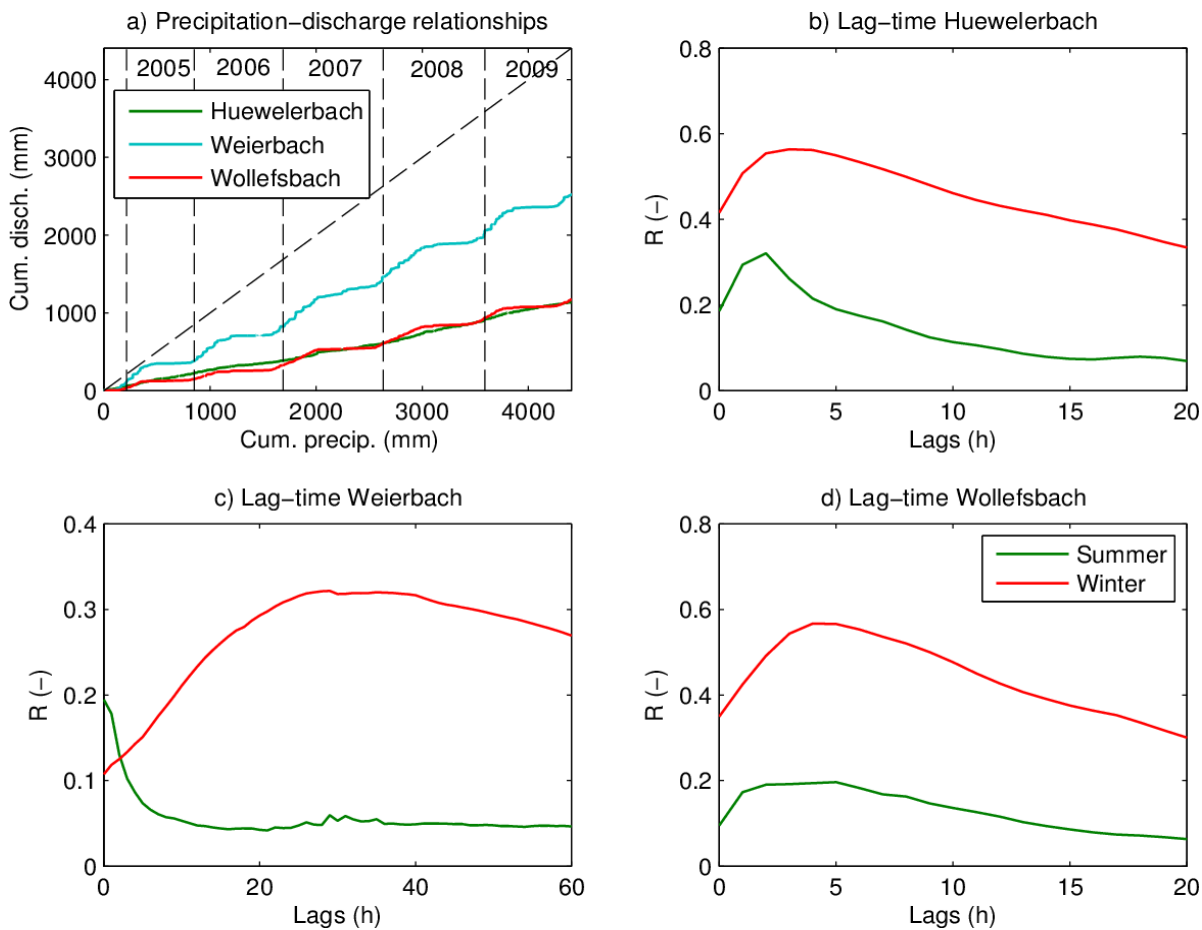 a) Precipitation−discharge relationships
4000
3000
2000
1000
0
Cum. disch. (mm)
2005 2006 2007 2008 2009
Huewelerbach
Weierbach
Wollefsbach
0 1000 2000 3000 4000
Cum. precip. (mm)
b) Lag−time Huewelerbach
0.8
0.6
0.4
0.2
0
R (−)
0 5 10 15 20
Lags (h)
c) Lag−time Weierbach
0.4
0.3
0.2
0.1
0
R (−)
0 20 40 60
Lags (h)
d) Lag−time Wollefsbach
0.8
0.6
0.4
0.2
0
R (−)
Summer
Winter
0 5 10 15 20
Lags (h)